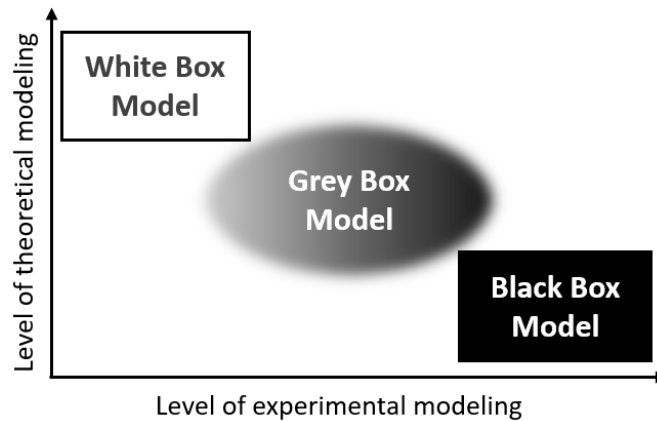 Level of theoretical modeling
White Box
Model
Grey Box
Model
Black Box
Model
Level of experimental modeling